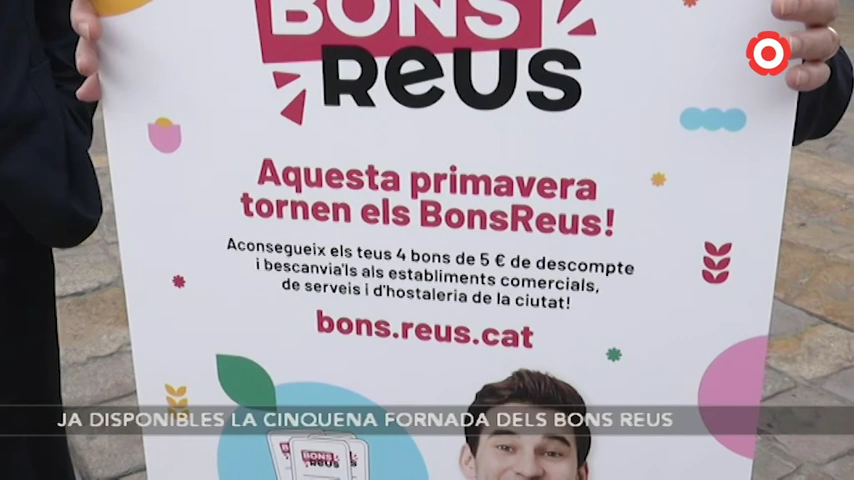 BONS
Reus
Aquesta primavera
tornen els BonsReus!
Aconsegueix els teus 4 bons de 5 € de descompte
i bescanvia'ls als establiments comercials,
de serveis i d'hostaleria de la ciutat!
bons.reus.cat
JA DISPONIBLES LA CINQUENA FORNADA DELS BONS REUS
BONS
Reus